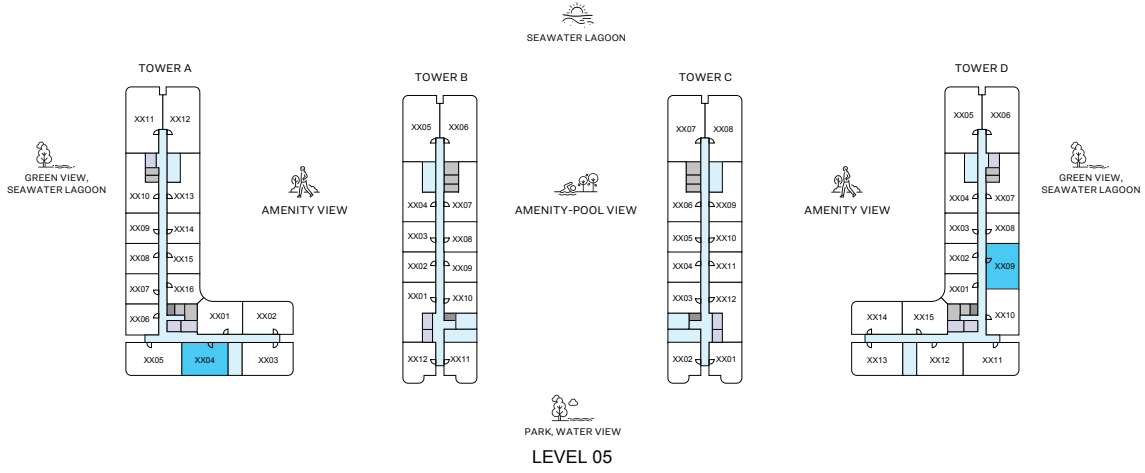 SEAWATER LAGOON
TOWER A
TOWER B
TOWER C
TOWER D
XX11 XX12
XX05 XX06
XX07 XX08
XX05 XX06
GREEN VIEW,
SEAWATER LAGOON
GREEN VIEW,
SEAWATER LAGOON
AMENITY VIEW
AMENITY-POOL VIEW
AMENITY VIEW
XX10 XX13
XX04 XX07
XX06 XX09
XX04 XX07
XX09 XX14
XX03 XX08
XX05 XX10
XX03 XX08
XX08 XX15
XX02 XX09
XX04 XX11
XX02 XX09
XX07 XX16
XX01 XX10
XX03 XX12
XX01
XX06 XX01 XX02
XX14 XX15 XX10
XX05 XX04 XX03
XX12 XX11
XX02 XX01
XX13 XX12 XX11
PARK, WATER VIEW
LEVEL 05